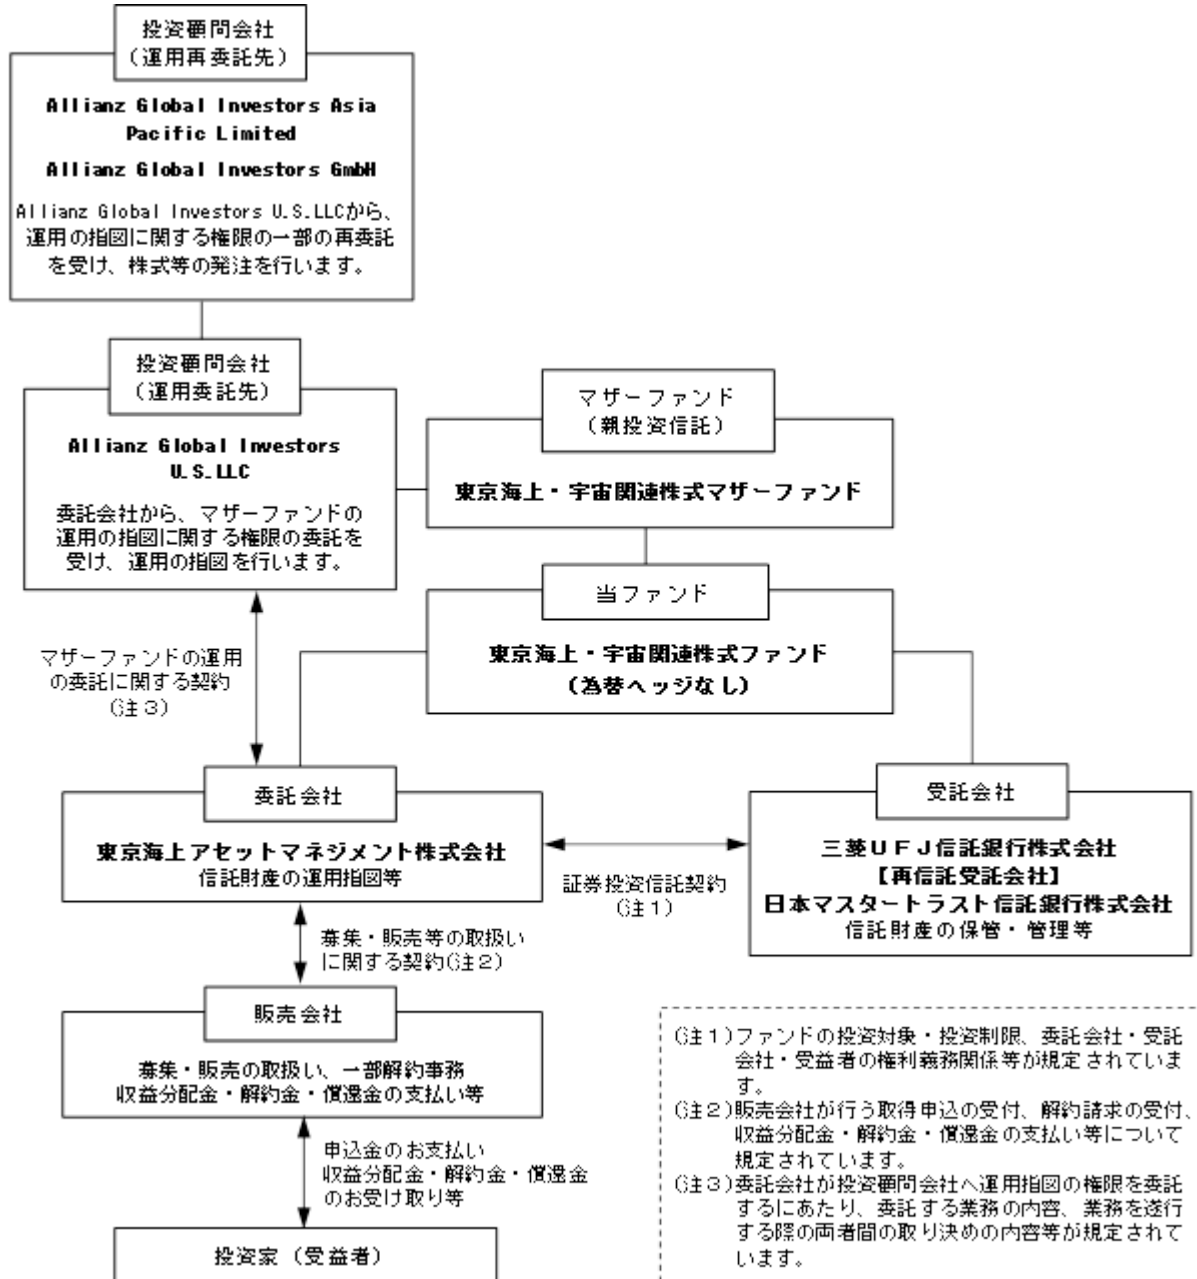 投資顧問会社
（運用再委託先）
Allianz Global Investors Asia
Pacific Limited
Allianz Global Investors GmbH
Allianz Global Investors U.S.LLCから、
運用の指図に関する権限の一部の再委託
を受け、株式等の発注を行います。
投資顧問会社
（運用委託先）
Allianz Global Investors
U.S.LLC
委託会社から、マザーファンドの
運用の指図に関する権限の委託を
受け、運用の指図を行います。
マザーファンド
（親投資信託）
東京海上・宇宙関連株式マザーファンド
当ファンド
東京海上・宇宙関連株式ファンド
（為替ヘッジなし）
マザーファンドの運用
の委託に関する契約
（注３）
委託会社
東京海上アセットマネジメント株式会社
信託財産の運用指図等
証券投資信託契約
（注１）
受託会社
三菱ＵＦＪ信託銀行株式会社
【再信託受託会社】
日本マスタートラスト信託銀行株式会社
信託財産の保管・管理等
募集・販売等の取扱い
に関する契約（注２）
販売会社
募集・販売の取扱い、一部解約事務
収益分配金・解約金・償還金の支払い等
申込金のお支払い
収益分配金・解約金・償還金
のお受け取り等
投資家（受益者）
（注１）ファンドの投資対象・投資制限、委託会社・受託
会社・受益者の権利義務関係等が規定されていま
す。
（注２）販売会社が行う取得申込の受付、解約請求の受付、
収益分配金・解約金・償還金の支払い等について
規定されています。
（注３）委託会社が投資顧問会社へ運用指図の権限を委託
するにあたり、委託する業務の内容、業務を遂行
する際の両者間の取り決めの内容等が規定されて
います。